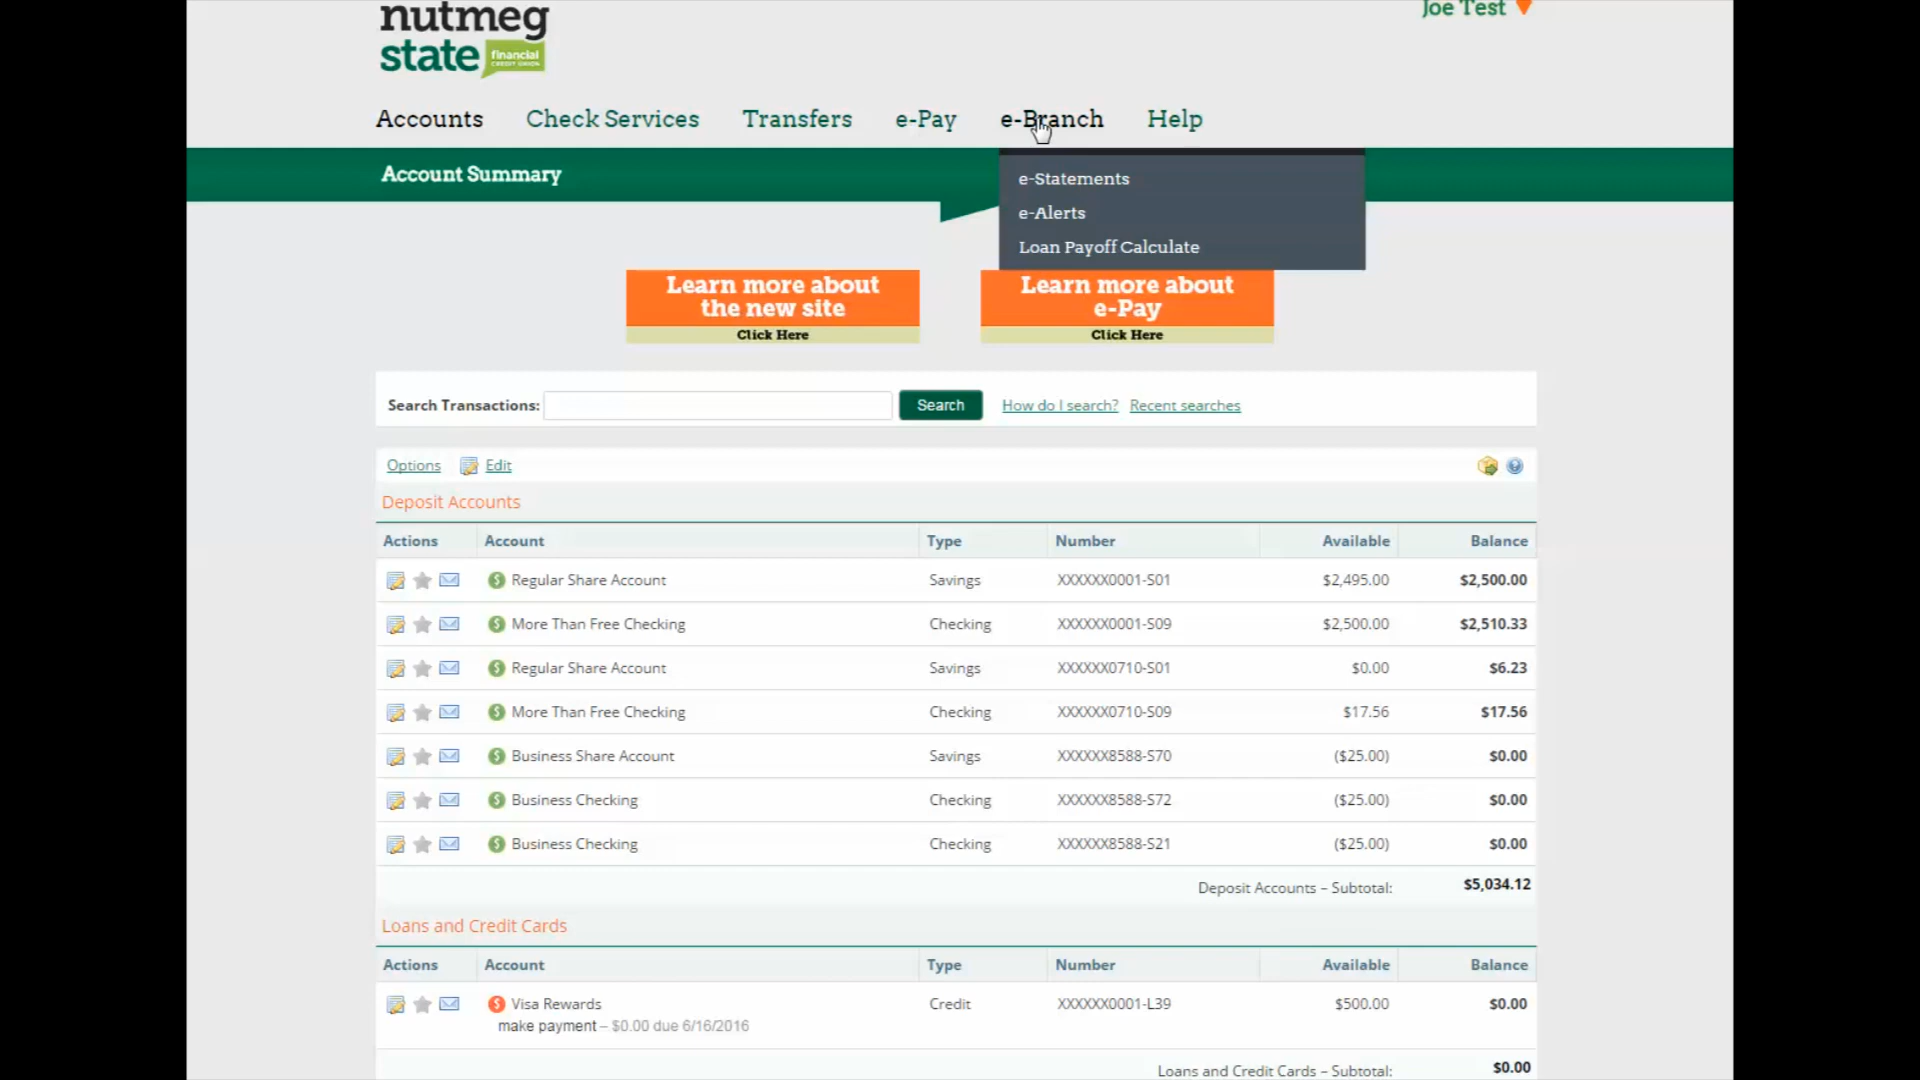 nutmeg
state financial
CREDIT UNION
Joe Test
Accounts Check Services Transfers e-Pay e-Branch Help
Account Summary
e-Statements
e-Alerts
Loan Payoff Calculate
Learn more about
the new site
Click Here
Learn more about
e-Pay
Click Here
Search Transactions: Search How do I search? Recent searches
Options Edit
Deposit Accounts
Actions Account Type Number Available Balance
Regular Share Account Savings XXXXXX0001-S01 $2,495.00 $2,500.00
More Than Free Checking Checking XXXXXX0001-S09 $2,500.00 $2,510.33
Regular Share Account Savings XXXXXX0710-S01 $0.00 $6.23
More Than Free Checking Checking XXXXXX0710-S09 $17.56 $17.56
Business Share Account Savings XXXXXX8588-S70 ($25.00) $0.00
Business Checking Checking XXXXXX8588-S72 ($25.00) $0.00
Business Checking Checking XXXXXX8588-S21 ($25.00) $0.00
Deposit Accounts – Subtotal: $5,034.12
Loans and Credit Cards
Actions Account Type Number Available Balance
Visa Rewards Credit XXXXXX0001-L39 $500.00 $0.00
make payment – $0.00 due 6/16/2016
Loans and Credit Cards – Subtotal: $0.00